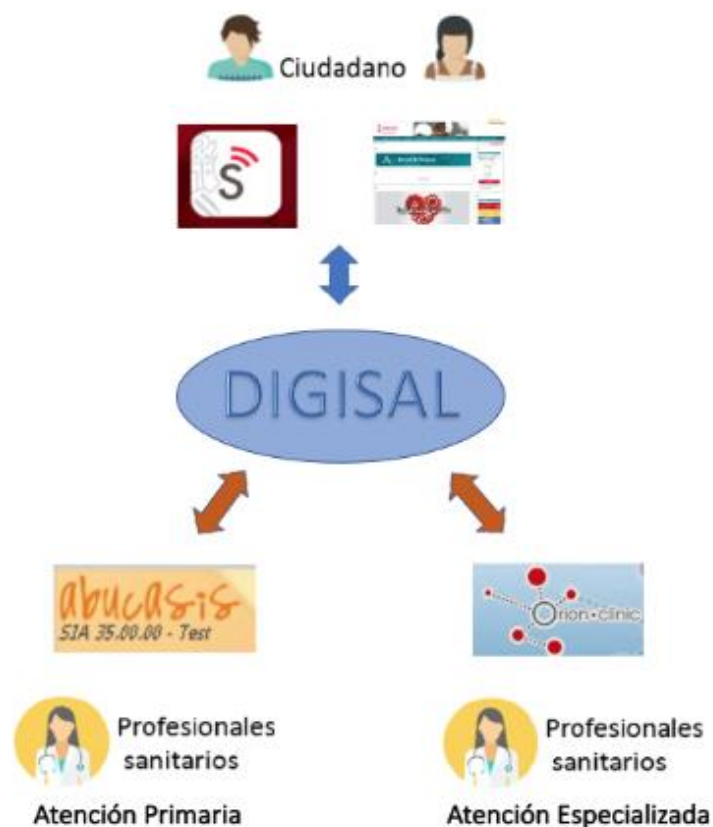 Ciudadano
S
DIGISAL
abucasis
SIA 35.00.00 - Test
Orion•clinic
Profesionales
sanitarios
Atención Primaria
Profesionales
sanitarios
Atención Especializada